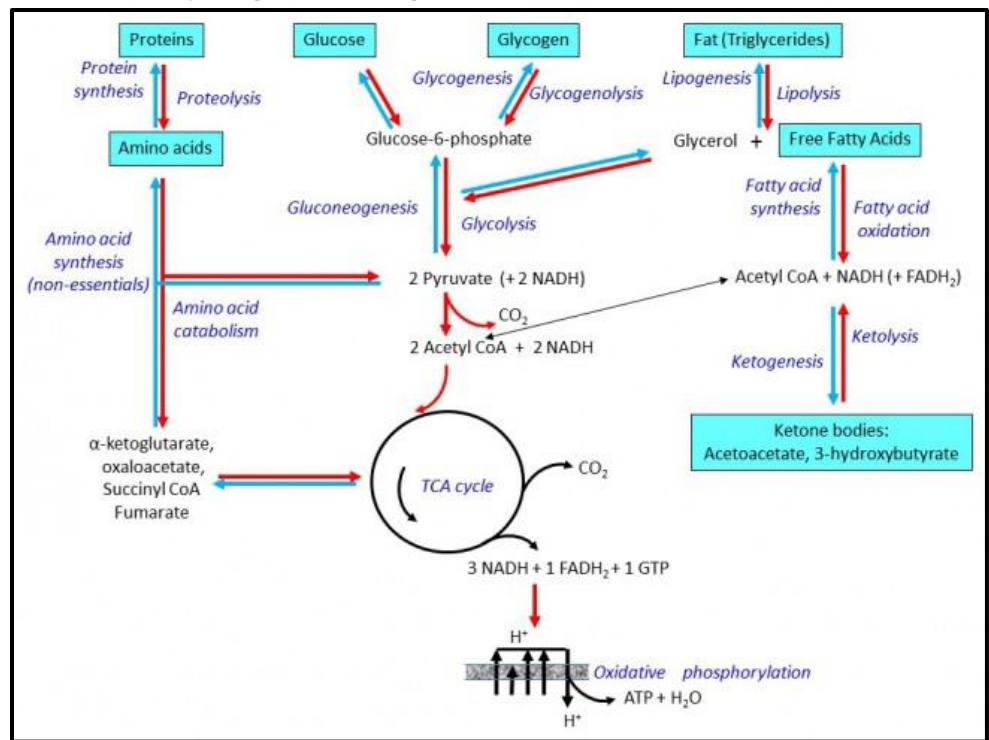 Proteins
Glucose
Glycogen
Fat (Triglycerides)
Protein
synthesis
Proteolysis
Glycogenesis
Glycogenolysis
Lipogenesis
Lipolysis
Amino acids
Glucose-6-phosphate
Glycerol +
Free Fatty Acids
Gluconeogenesis
Glycolysis
Fatty acid
synthesis
Fatty acid
oxidation
Amino acid
synthesis
(non-essentials)
Amino acid
catabolism
2 Pyruvate (+ 2 NADH)
Acetyl CoA + NADH (+ FADH₂)
CO₂
2 Acetyl CoA + 2 NADH
Ketogenesis
Ketolysis
α-ketoglutarate,
oxaloacetate,
Succinyl CoA
Fumarate
TCA cycle
CO₂
Ketone bodies:
Acetoacetate, 3-hydroxybutyrate
3 NADH + 1 FADH₂ + 1 GTP
H⁺
Oxidative phosphorylation
ATP + H₂O
H⁺